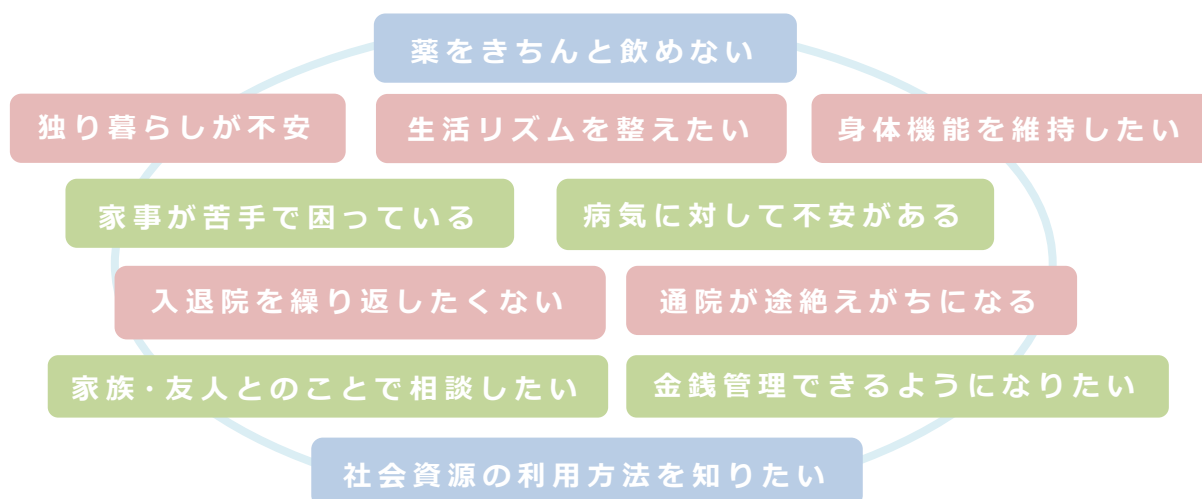 薬をきちんと飲めない
独り暮らしが不安
生活リズムを整えたい
身体機能を維持したい
家事が苦手で困っている
病気に対して不安がある
入退院を繰り返したくない
通院が途絶えがちになる
家族・友人とのことで相談したい
金銭管理できるようになりたい
社会資源の利用方法を知りたい